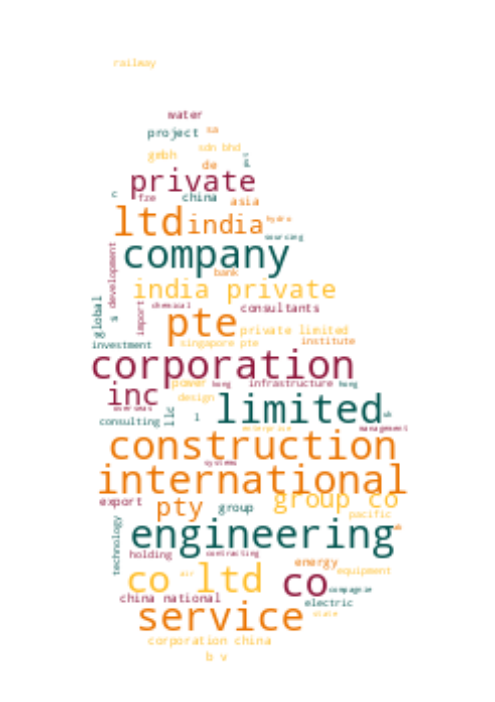 railway
water
project sa
sdn bhd
gmbh
de
private
c fze china asia
ltd india hydro
sourcing
company
bank
development
india private
global s import chemical consultants
pte private limited
investment singapore pte institute
corporation
power hong infrastructure hong
inc design
overseas limited uk
consulting llc l
enterprise management
construction
systems
international
export group co
pty group pacific
engineering
technology
holding contracting
energy equipment
co ltd air co
compagnie
china national electric
service state
corporation china
b v